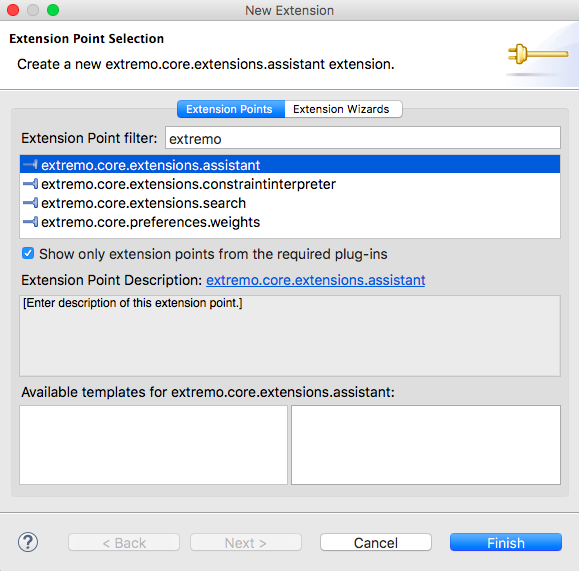 New Extension
Extension Point Selection
Create a new extremo.core.extensions.assistant extension.
Extension Points Extension Wizards
Extension Point filter: extremo
extremo.core.extensions.assistant
extremo.core.extensions.constraintinterpreter
extremo.core.extensions.search
extremo.core.preferences.weights
Show only extension points from the required plug-ins
Extension Point Description: extremo.core.extensions.assistant
[Enter description of this extension point.]
Available templates for extremo.core.extensions.assistant:
? < Back Next > Cancel Finish